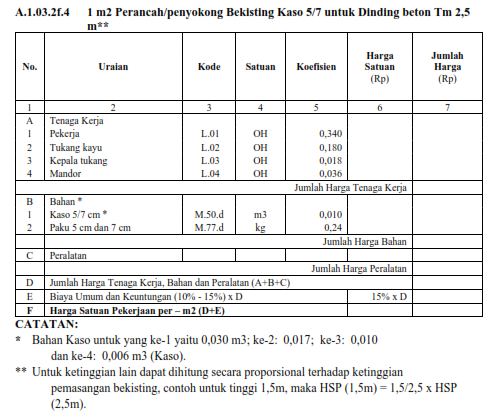 A.1.03.2f.4 1 m2 Perancah/penyokong Bekisting Kaso 5/7 untuk Dinding beton Tm 2,5
m**
No. Uraian Kode Satuan Koefisien Harga Satuan (Rp) Jumlah Harga (Rp)
1 2 3 4 5 6 7
A Tenaga Kerja
1 Pekerja L.01 OH 0,340
2 Tukang kayu L.02 OH 0,180
3 Kepala tukang L.03 OH 0,018
4 Mandor L.04 OH 0,036
Jumlah Harga Tenaga Kerja
B Bahan *
1 Kaso 5/7 cm * M.50.d m3 0,010
2 Paku 5 cm dan 7 cm M.77.d kg 0,24
Jumlah Harga Bahan
C Peralatan
Jumlah Harga Peralatan
D Jumlah Harga Tenaga Kerja, Bahan dan Peralatan (A+B+C)
E Biaya Umum dan Keuntungan (10% - 15%) x D 15% x D
F Harga Satuan Pekerjaan per – m2 (D+E)
CATATAN:
* Bahan Kaso untuk yang ke-1 yaitu 0,030 m3; ke-2: 0,017; ke-3: 0,010
dan ke-4: 0,006 m3 (Kaso).
** Untuk ketinggian lain dapat dihitung secara proporsional terhadap ketinggian
pemasangan bekisting, contoh untuk tinggi 1,5m, maka HSP (1,5m) = 1,5/2,5 x HSP
(2,5m).